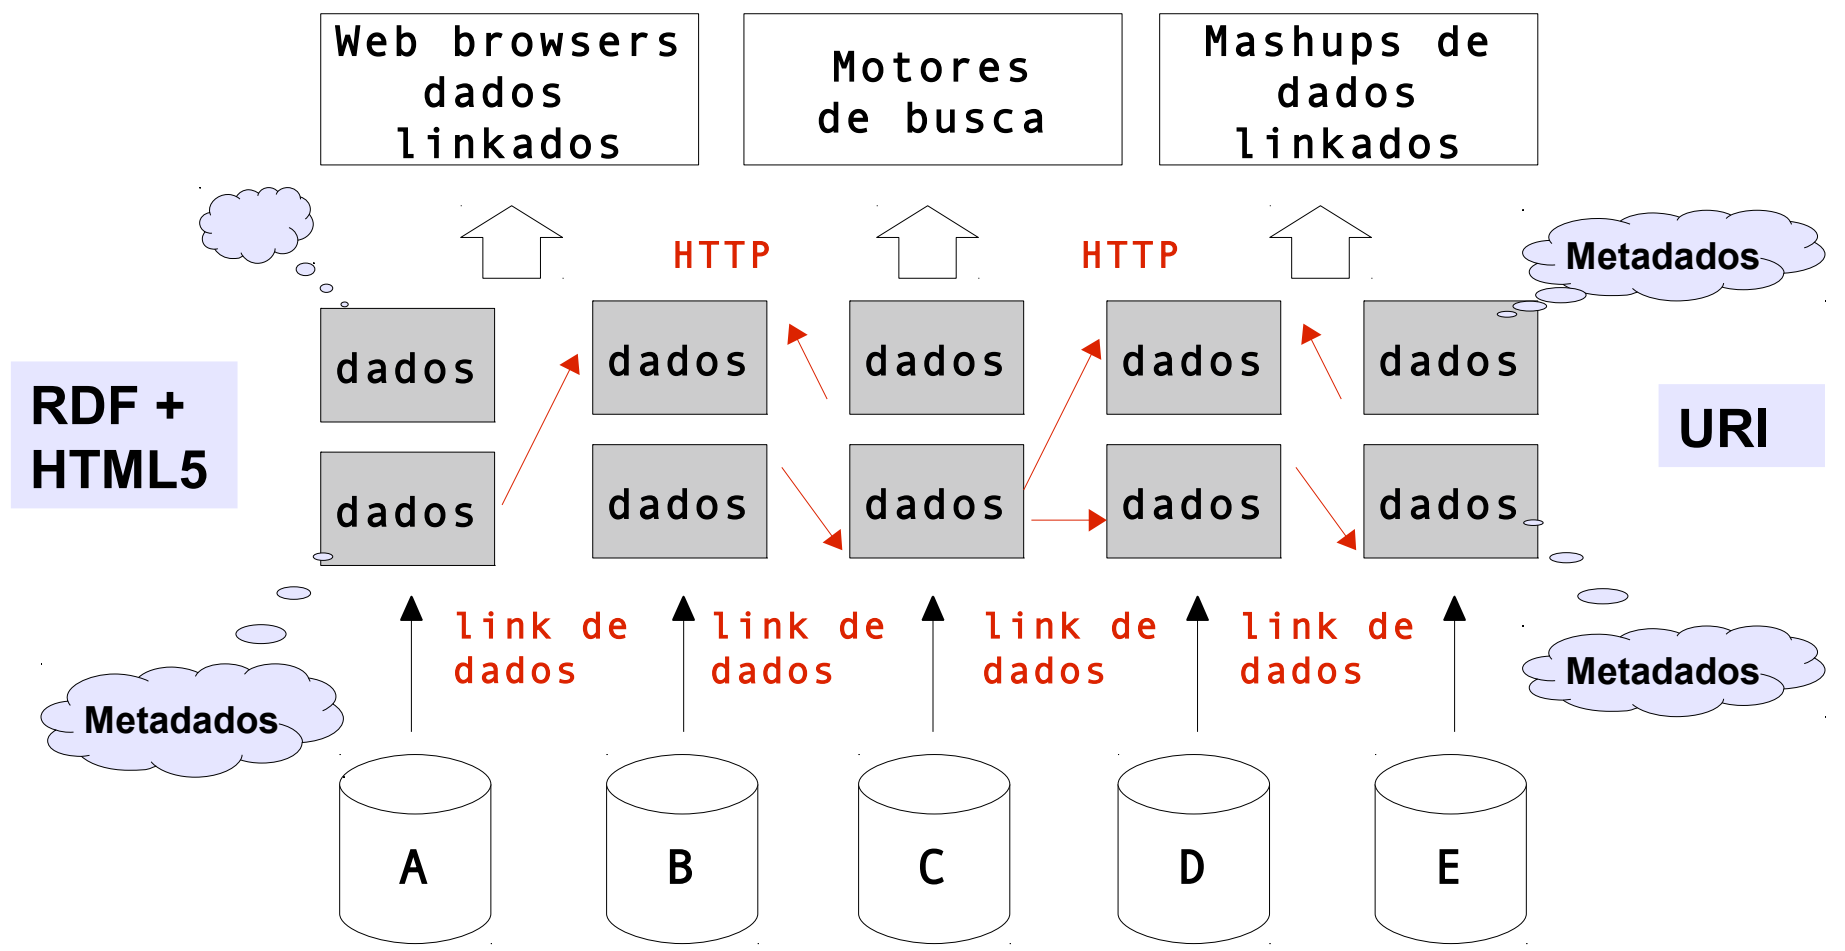 Web browsers
dados
linkados
Motores
de busca
Mashups de
dados
linkados
HTTP
HTTP
Metadados
dados
dados
dados
dados
dados
RDF +
HTML5
URI
dados
dados
dados
dados
dados
link de
dados
link de
dados
link de
dados
link de
dados
Metadados
Metadados
A
B
C
D
E